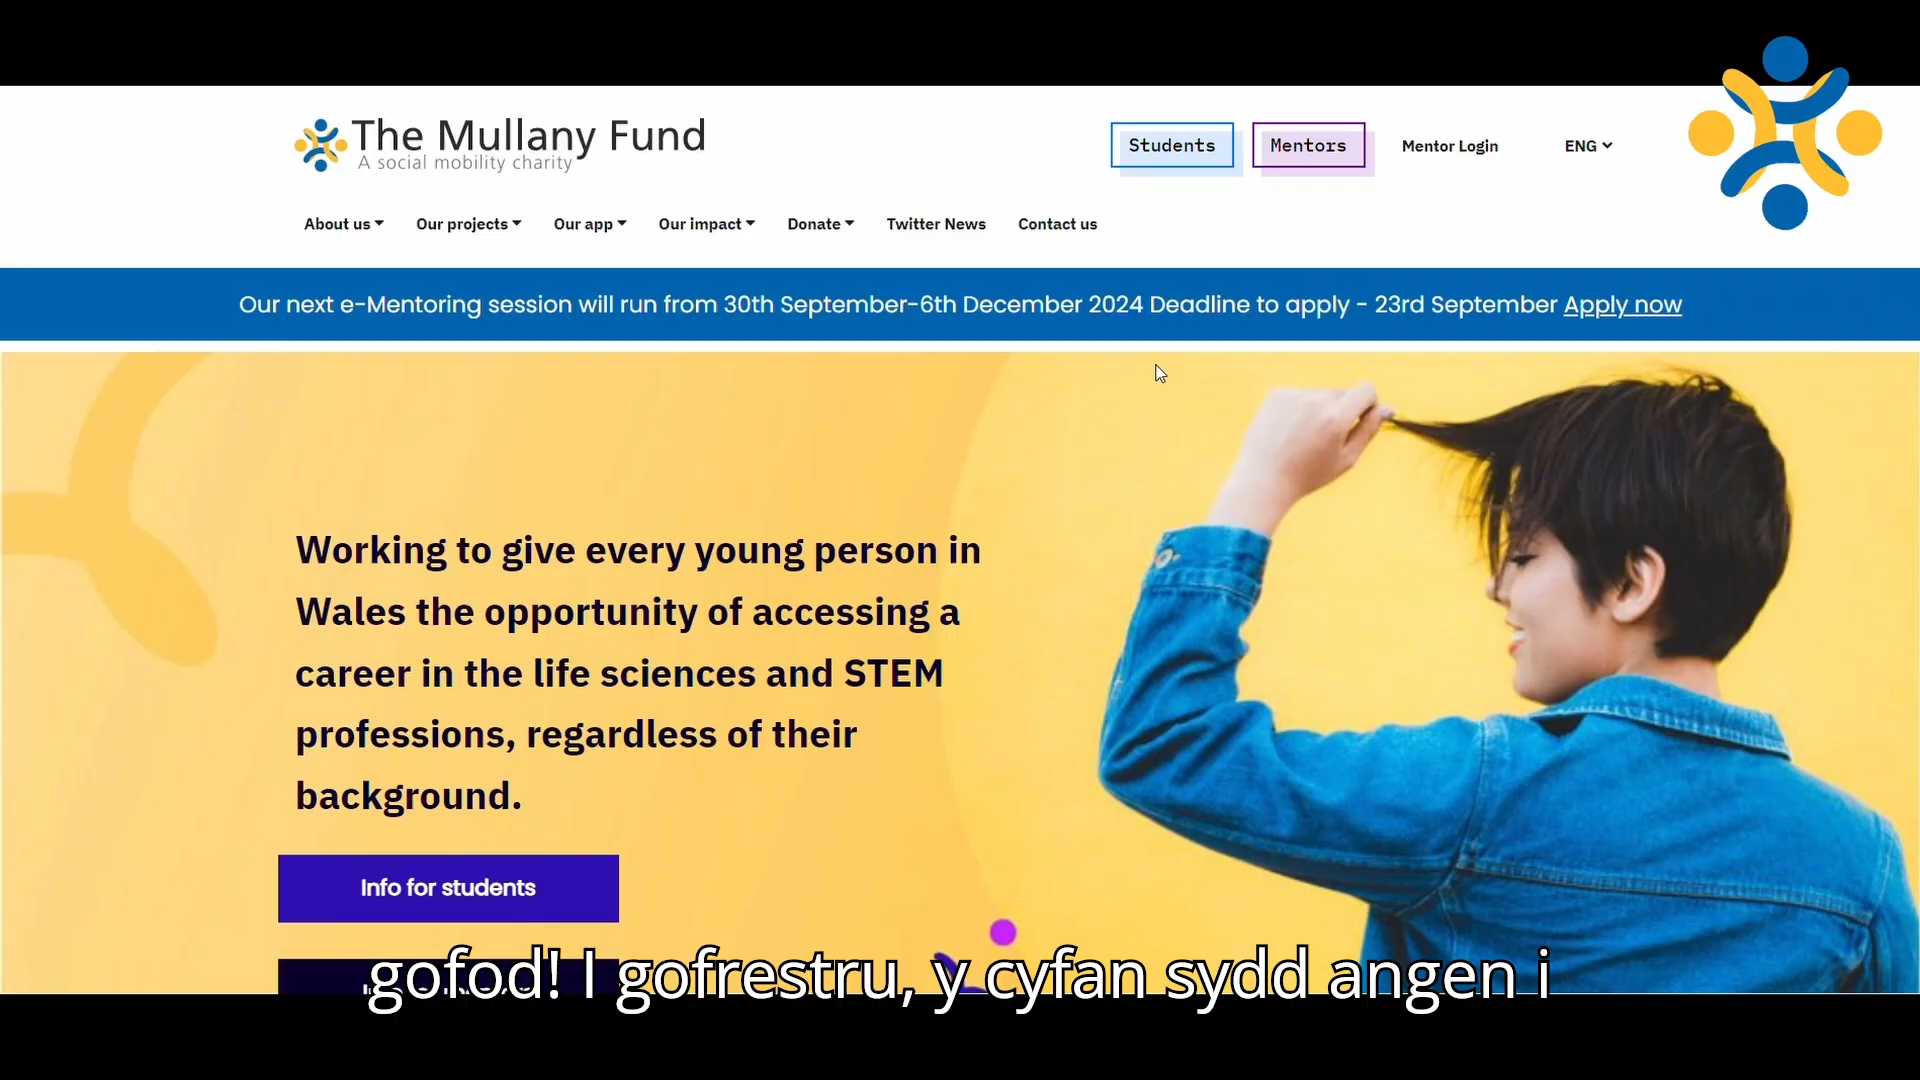 The Mullany Fund
A social mobility charity
Students
Mentors
Mentor Login
ENG
About us
Our projects
Our app
Our impact
Donate
Twitter News
Contact us
Our next e-Mentoring session will run from 30th September-6th December 2024 Deadline to apply - 23rd September Apply now
Working to give every young person in
Wales the opportunity of accessing a
career in the life sciences and STEM
professions, regardless of their
background.
Info for students
gofod! I gofrestru, y cyfan sydd angen i